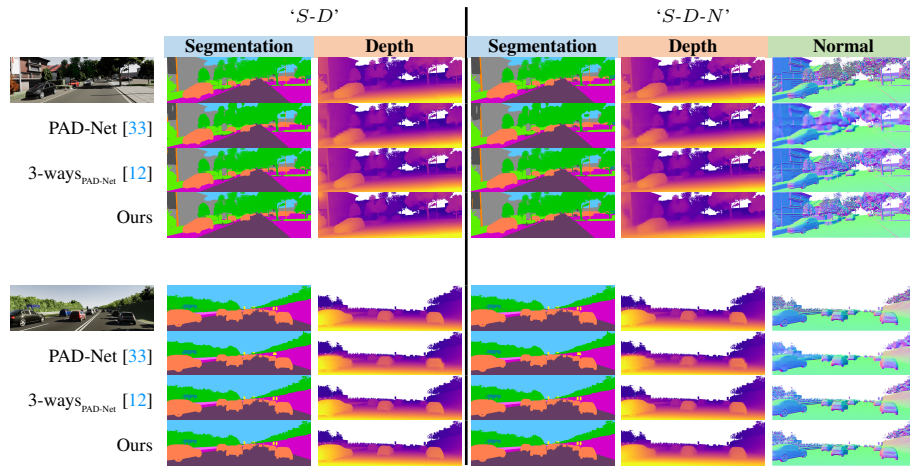 ‘S-D’ ‘S-D-N’
Segmentation Depth Segmentation Depth Normal
PAD-Net [33]
3-waysPAD-Net [12]
Ours
PAD-Net [33]
3-waysPAD-Net [12]
Ours